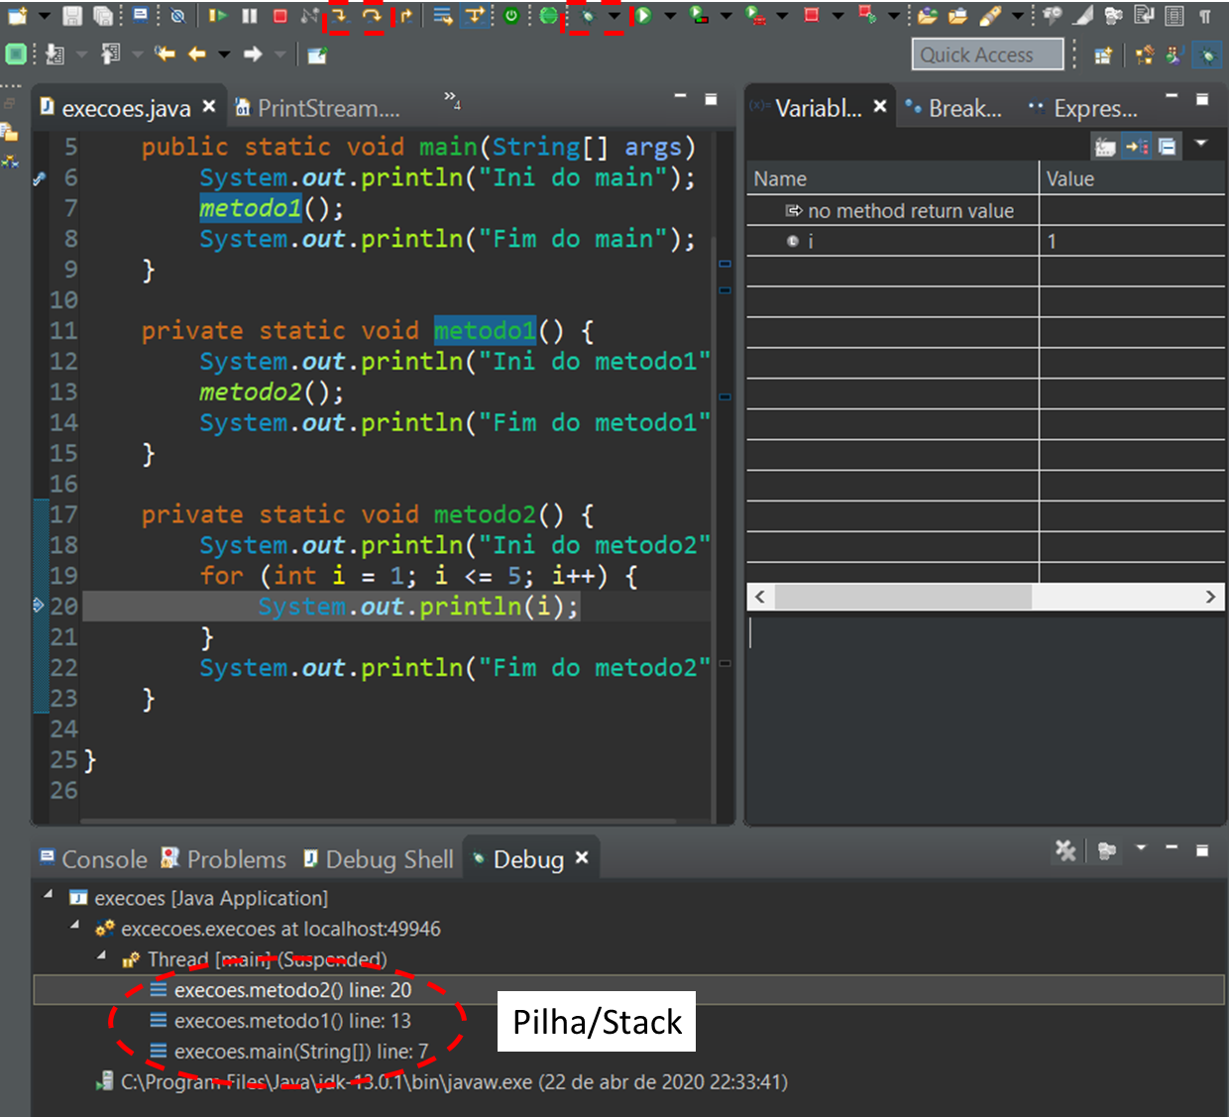 Quick Access
execoes.java
PrintStream....
»4
5 public static void main(String[] args)
6 System.out.println("Ini do main");
7 metodo1();
8 System.out.println("Fim do main");
9 }
10
11 private static void metodo1() {
12 System.out.println("Ini do metodo1"
13 metodo2();
14 System.out.println("Fim do metodo1"
15 }
16
17 private static void metodo2() {
18 System.out.println("Ini do metodo2"
19 for (int i = 1; i <= 5; i++) {
20 System.out.println(i);
21 }
22 System.out.println("Fim do metodo2"
23 }
24
25 }
26
(x)= Variabl...
Break...
Expres...
Name Value
no method return value
i 1
Console Problems Debug Shell Debug
execoes [Java Application]
excecoes.execoes at localhost:49946
Thread [main] (Suspended)
execoes.metodo2() line: 20
execoes.metodo1() line: 13
execoes.main(String[]) line: 7
Pilha/Stack
C:\Program Files\Java\jdk-13.0.1\bin\javaw.exe (22 de abr de 2020 22:33:41)